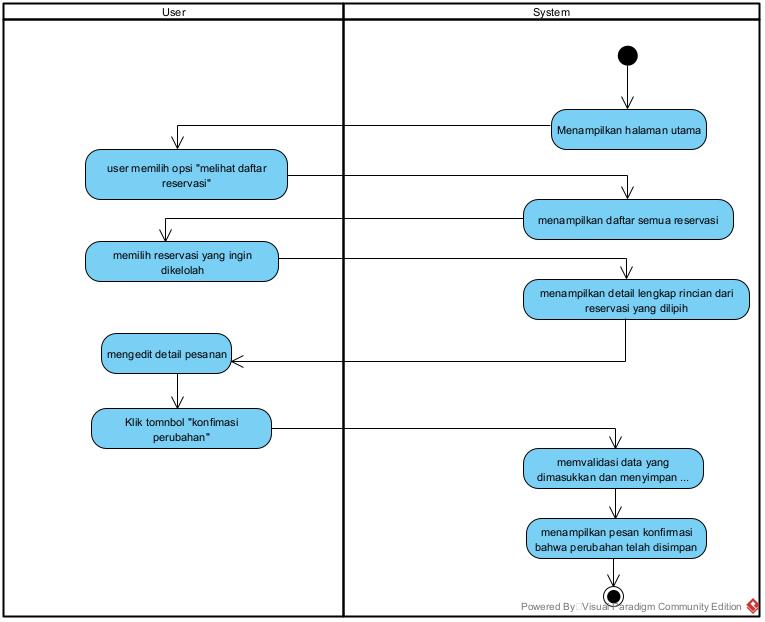 User
System
Menampilkan halaman utama
user memilih opsi "melihat daftar
reservasi"
menampilkan daftar semua reservasi
memilih reservasi yang ingin
dikelolah
menampilkan detail lengkap rincian dari
reservasi yang dilipih
mengedit detail pesanan
Klik tomnbol "konfimasi
perubahan"
memvalidasi data yang
dimasukkan dan menyimpan ...
menampilkan pesan konfirmasi
bahwa perubahan telah disimpan
Powered By Visual Paradigm Community Edition